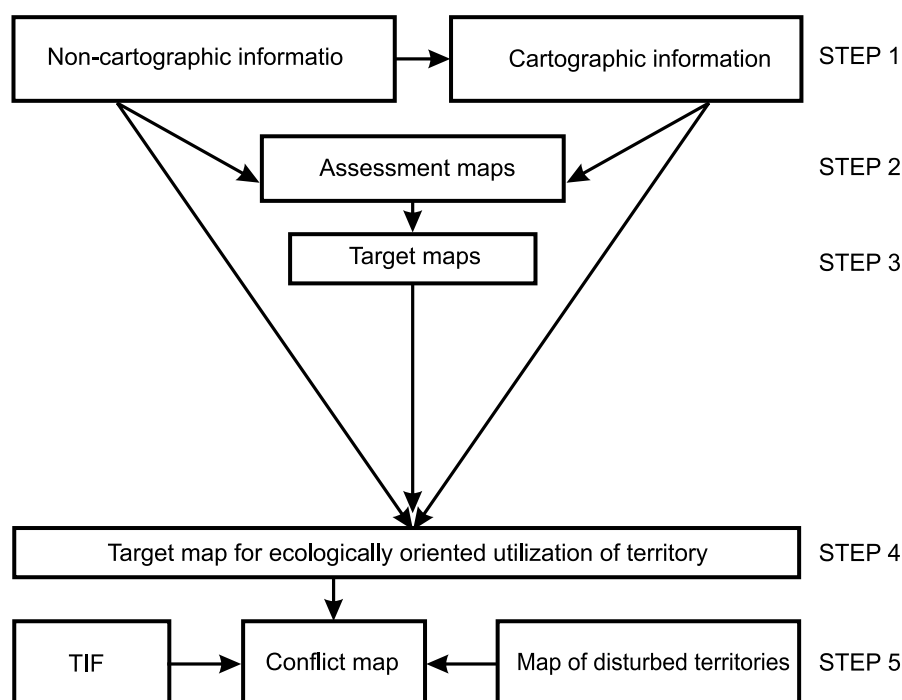 Non-cartographic informatio
Cartographic information
STEP 1
Assessment maps
STEP 2
Target maps
STEP 3
Target map for ecologically oriented utilization of territory
STEP 4
TIF
Conflict map
Map of disturbed territories
STEP 5